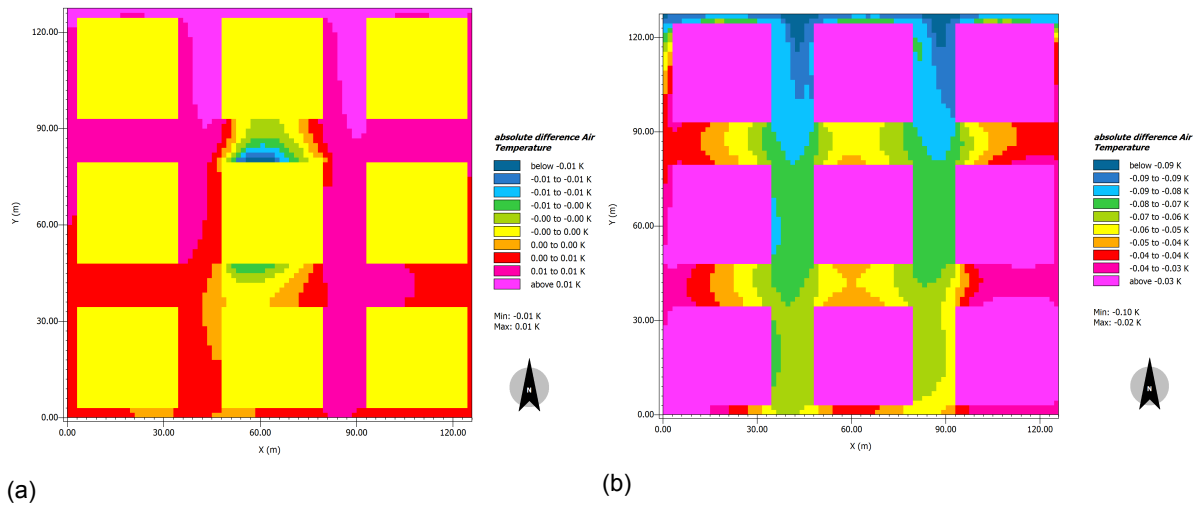 120.00
90.00
60.00
30.00
0.00
Y (m)
0.00 30.00 60.00 90.00 120.00
X (m)
absolute difference Air
Temperature
below -0.01 K
-0.01 to -0.01 K
-0.01 to -0.01 K
-0.01 to -0.00 K
-0.00 to -0.00 K
-0.00 to 0.00 K
0.00 to 0.00 K
0.00 to 0.01 K
0.01 to 0.01 K
above 0.01 K
Min: -0.01 K
Max: 0.01 K
N
(a)
120.00
90.00
60.00
30.00
0.00
Y (m)
0.00 30.00 60.00 90.00 120.00
X (m)
absolute difference Air
Temperature
below -0.09 K
-0.09 to -0.09 K
-0.09 to -0.08 K
-0.08 to -0.07 K
-0.07 to -0.06 K
-0.06 to -0.05 K
-0.05 to -0.04 K
-0.04 to -0.04 K
-0.04 to -0.03 K
above -0.03 K
Min: -0.10 K
Max: -0.02 K
N
(b)